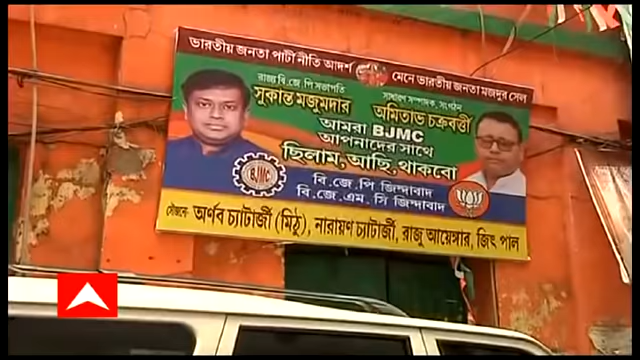 ভারতীয় জনতা পার্টী নীতি আদর্শ মেনে ভারতীয় জনতা মজদুর সেল
রাজ্য বি.জে.পি সভাপতি
সুকান্ত মজুমদার
সাধারণ সম্পাদক, সংগঠন
অমিতাভ চক্রবর্ত্তী
আমরা BJMC
আপনাদের সাথে
ছিলাম, আছি, থাকবো
BJMC
বি.জে.পি জিন্দাবাদ
বি.জে.এম.সি জিন্দাবাদ
সৌজন্যে- অর্ণব চ্যাটার্জী (মিঠু), নারায়ণ চ্যাটার্জী, রাজু আয়েঙ্গার, জিৎ পাল